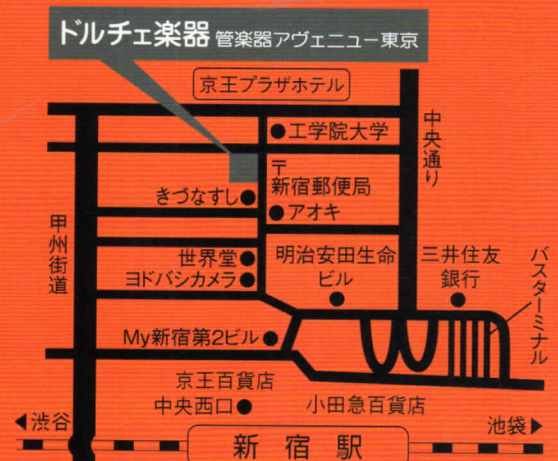 ドルチェ楽器 管楽器アヴェニュー東京
京王プラザホテル
工学院大学
中央通り
〒
新宿郵便局
きづなすし
アオキ
甲州街道
世界堂
ヨドバシカメラ
明治安田生命
ビル
三井住友
銀行
バスターミナル
My新宿第2ビル
京王百貨店
中央西口
小田急百貨店
渋谷
池袋
新宿駅